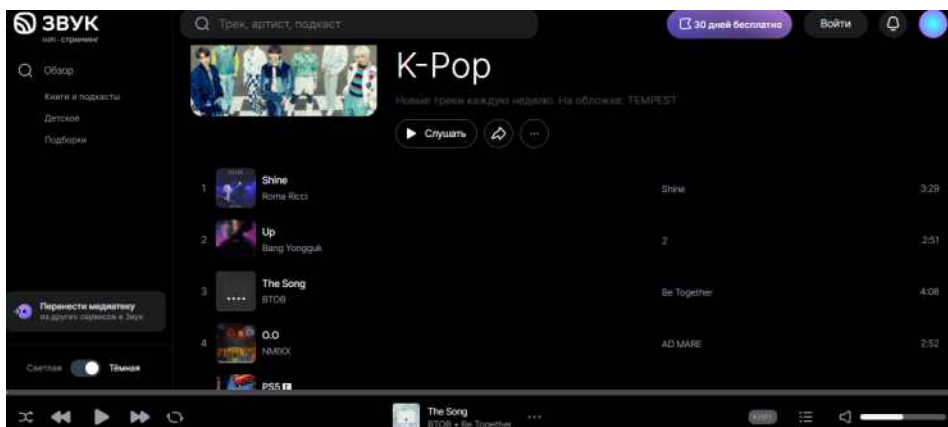 ЗВУК
HiFi - стриминг
Трек, артист, подкаст
30 дней бесплатно
Войти
Обзор
Книги и подкасты
Детское
Подборки
K-Pop
Новые треки каждую неделю. На обложке: TEMPEST
Слушать
1 Shine Shine 3:29
Roma Ricci
2 Up 2 2:51
Bang Yongguk
3 The Song Be Together 4:08
BTOB
4 O.O AD MARE 2:52
NMIXX
PS5 E
Перенести медиатеку
из других сервисов в Звук
Светлая Тёмная
The Song
BTOB • Be Together